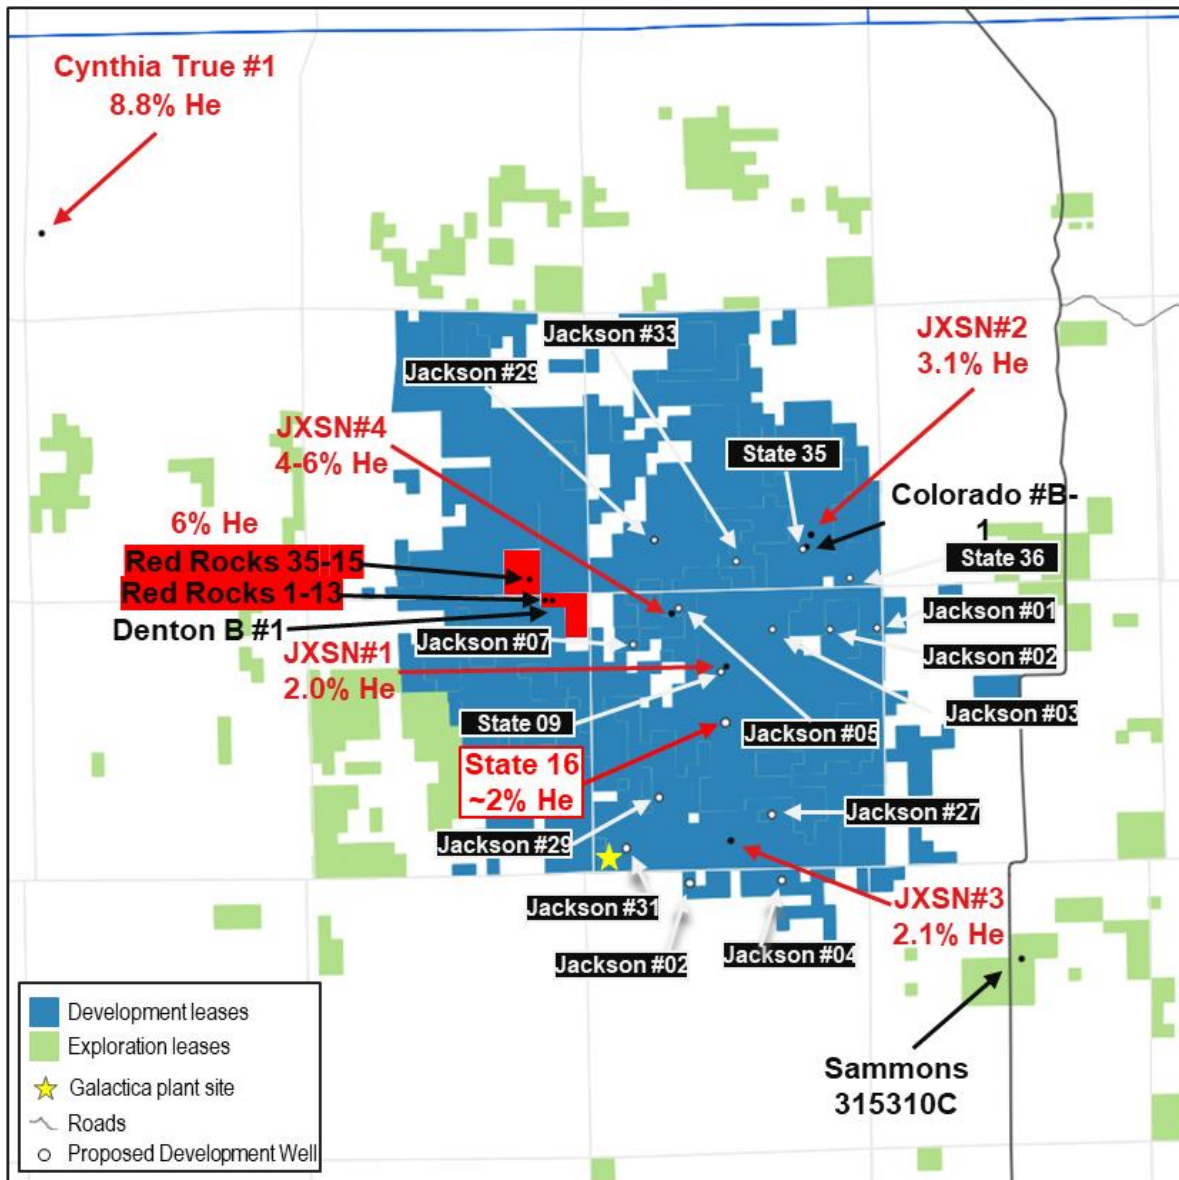 Cynthia True #1
8.8% He
Jackson #33
JXSN#2
3.1% He
Jackson #29
JXSN#4
4-6% He
State 35
Colorado #B-
1
6% He
Red Rocks 35-15
State 36
Red Rocks 1-13
Jackson #01
Denton B #1
Jackson #07
JXSN#1
2.0% He
Jackson #02
State 09
Jackson #05
Jackson #03
State 16
~2% He
Jackson #27
Jackson #29
JXSN#3
2.1% He
Jackson #31
Jackson #02
Jackson #04
Development leases
Exploration leases
Galactica plant site
Roads
Proposed Development Well
Sammons
315310C